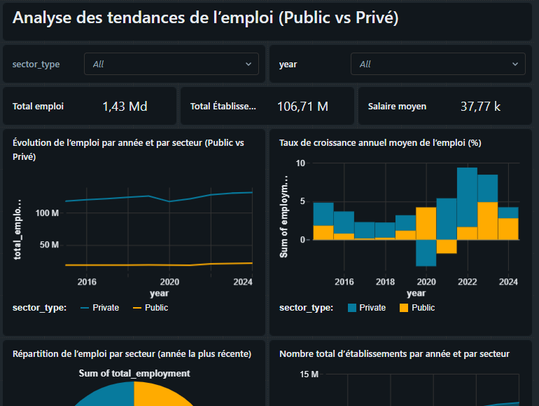 Analyse des tendances de l'emploi (Public vs Privé)
sector_type
All
year
All
Total emploi
1,43 Md
Total Établisse...
106,71 M
Salaire moyen
37,77 k
Évolution de l'emploi par année et par secteur (Public vs
Privé)
total_emplo...
100 M
50 M
2016
2020
2024
year
sector_type:
Private
Public
Taux de croissance annuel moyen de l'emploi (%)
Sum of employm...
10
5
0
2016
2018
2020
2022
2024
year
sector_type:
Private
Public
Répartition de l'emploi par secteur (année la plus récente)
Sum of total_employment
Nombre total d'établissements par année et par secteur
15 M